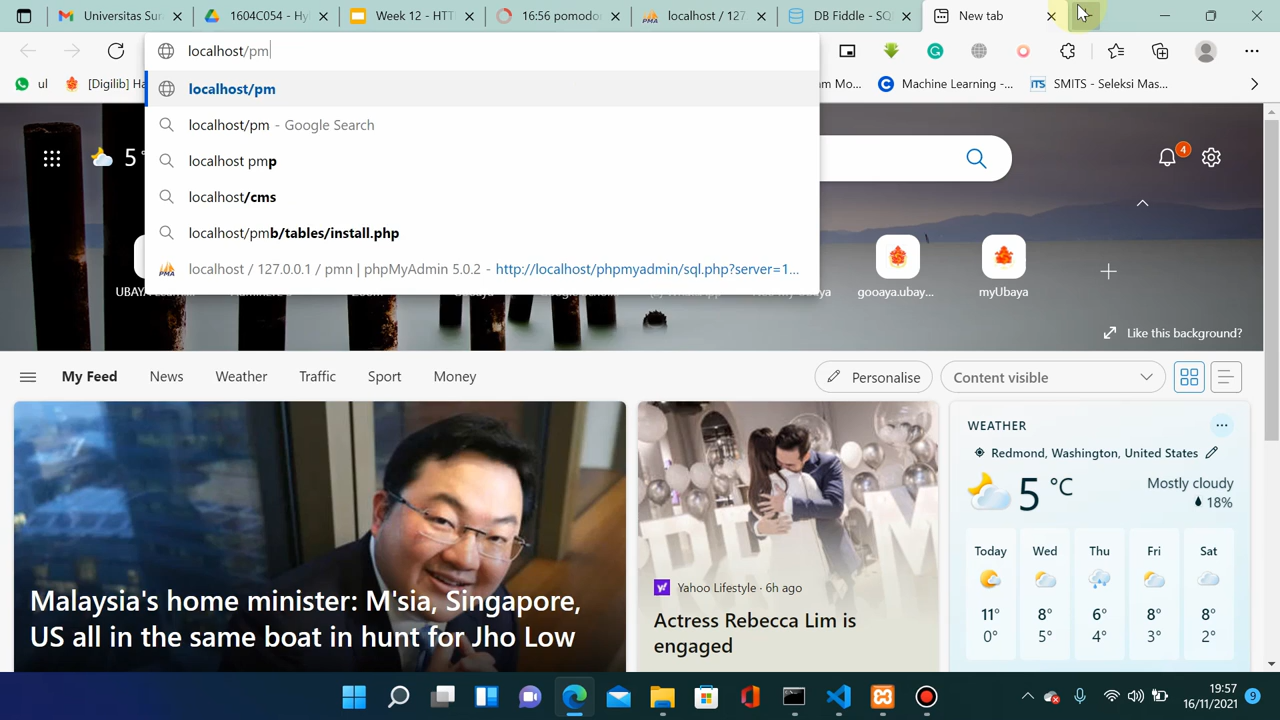 Universitas Sur
1604C054 - Hy
Week 12 - HTT
16:56 pomodo
localhost / 127
DB Fiddle - SQL
New tab
localhost/pm
ul
[Digilib] Ha
am Mo...
Machine Learning -...
SMITS - Seleksi Mas...
localhost/pm
localhost/pm - Google Search
localhost pmp
localhost/cms
localhost/pmb/tables/install.php
localhost / 127.0.0.1 / pmn | phpMyAdmin 5.0.2 - http://localhost/phpmyadmin/sql.php?server=1...
5
4
gooaya.ubay...
myUbaya
Like this background?
My Feed
News
Weather
Traffic
Sport
Money
Personalise
Content visible
Malaysia's home minister: M'sia, Singapore,
US all in the same boat in hunt for Jho Low
Yahoo Lifestyle · 6h ago
Actress Rebecca Lim is
engaged
WEATHER
Redmond, Washington, United States
5 °C
Mostly cloudy
18%
Today
Wed
Thu
Fri
Sat
11°
8°
6°
8°
8°
0°
5°
4°
3°
2°
19:57
16/11/2021
9